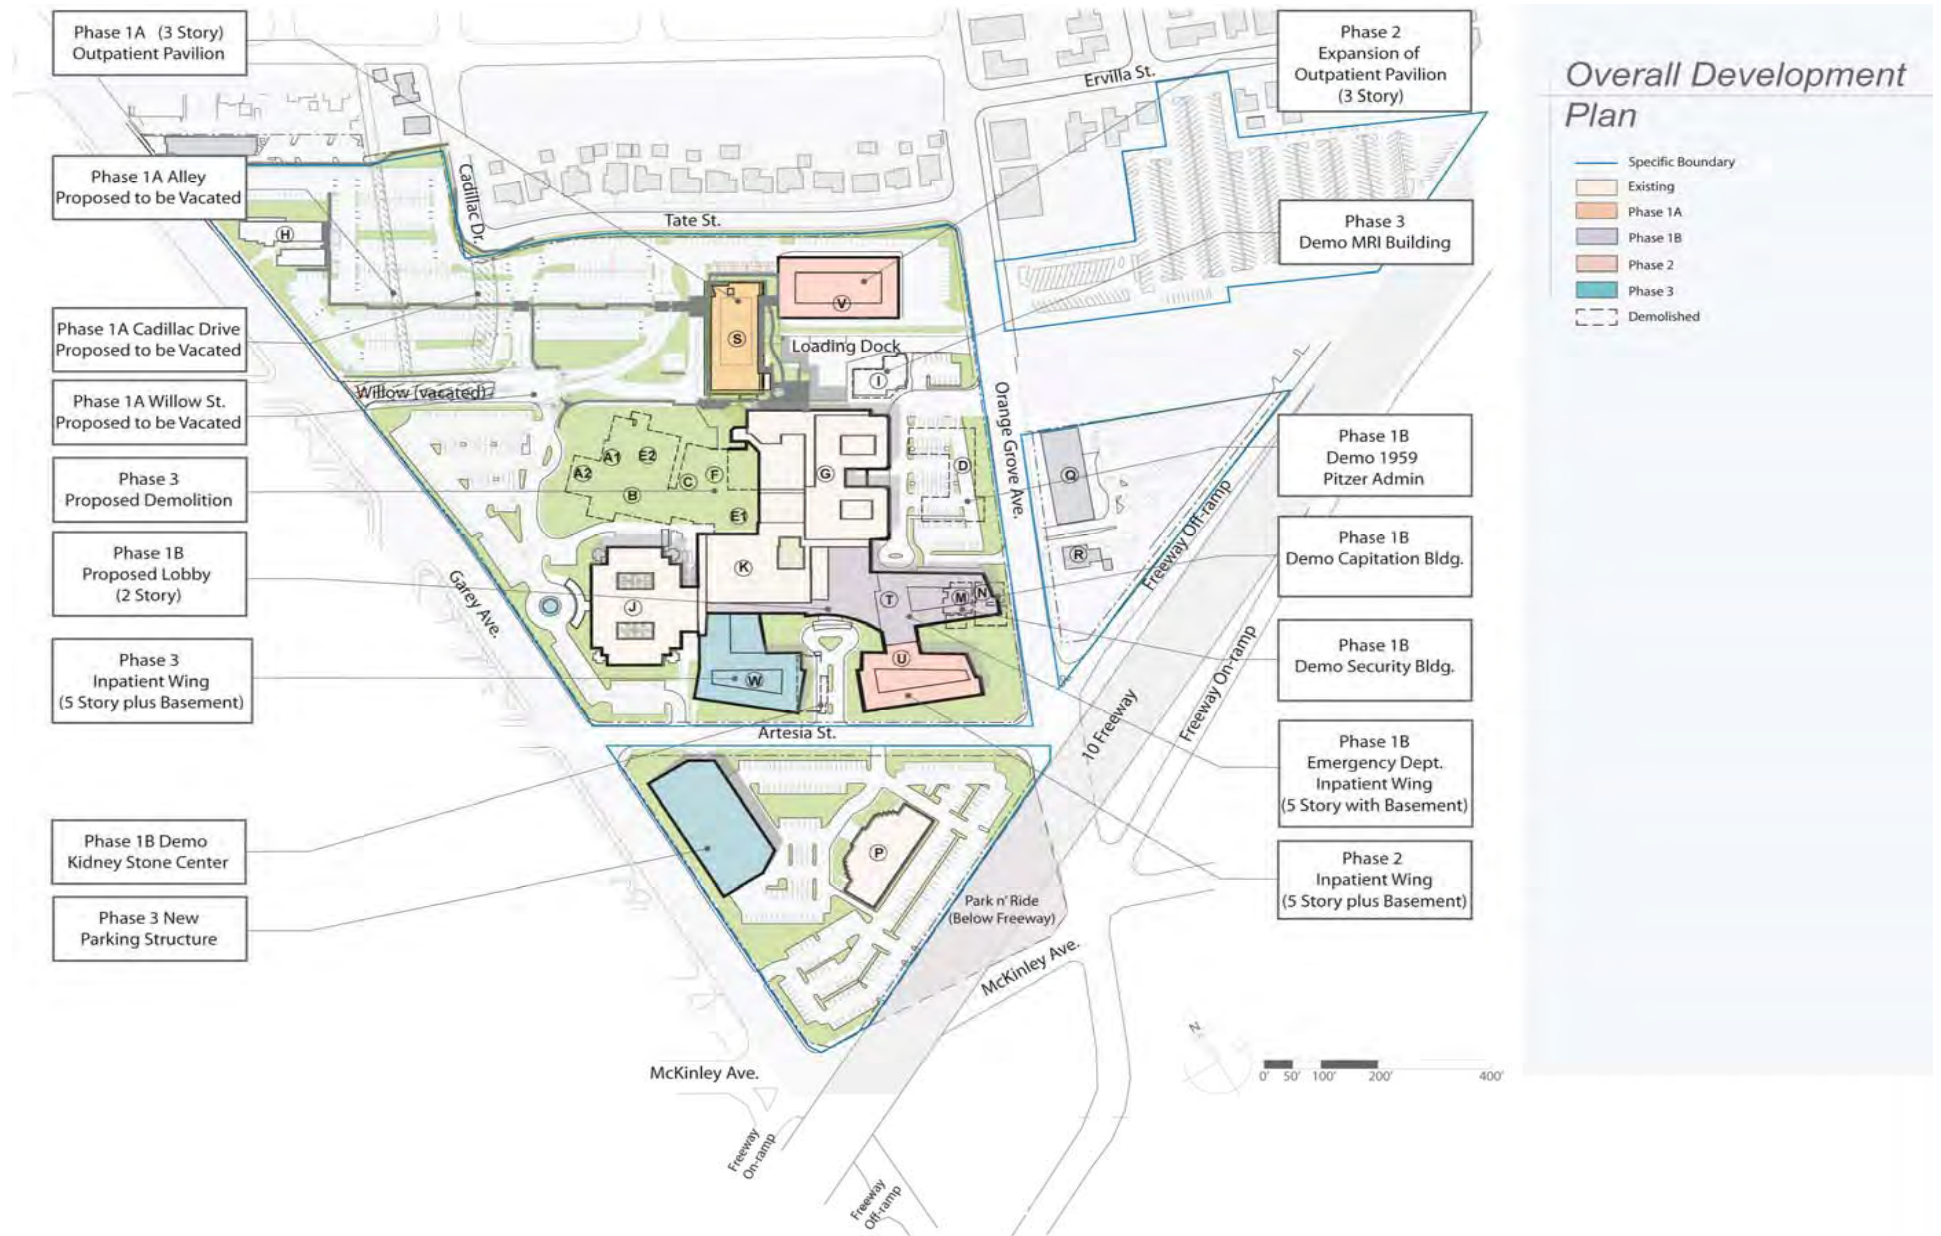 Overall Development
Plan
Specific Boundary
Existing
Phase 1A
Phase 1B
Phase 2
Phase 3
Demolished
Phase 1A (3 Story)
Outpatient Pavilion
Phase 1A Alley
Proposed to be Vacated
Phase 1A Cadillac Drive
Proposed to be Vacated
Phase 1A Willow St.
Proposed to be Vacated
Phase 3
Proposed Demolition
Phase 1B
Proposed Lobby
(2 Story)
Phase 3
Inpatient Wing
(5 Story plus Basement)
Phase 1B Demo
Kidney Stone Center
Phase 3 New
Parking Structure
Phase 2
Expansion of
Outpatient Pavilion
(3 Story)
Phase 3
Demo MRI Building
Phase 1B
Demo 1959
Pitzer Admin
Phase 1B
Demo Capitation Bldg.
Phase 1B
Demo Security Bldg.
Phase 1B
Emergency Dept.
Inpatient Wing
(5 Story with Basement)
Phase 2
Inpatient Wing
(5 Story plus Basement)
Ervilla St.
Cadillac Dr.
Tate St.
H
V
S
Loading Dock
I
Willow (vacated)
Orange Grove Ave.
A1
E2
A2
F
C
B
E1
G
D
Q
R
Freeway Off-ramp
K
J
T
M
N
Garey Ave.
U
W
Artesia St.
10 Freeway
Freeway On-ramp
P
Park n' Ride
(Below Freeway)
McKinley Ave.
McKinley Ave.
N
0'
50'
100'
200'
400'
Freeway
On-ramp
Freeway
Off-ramp